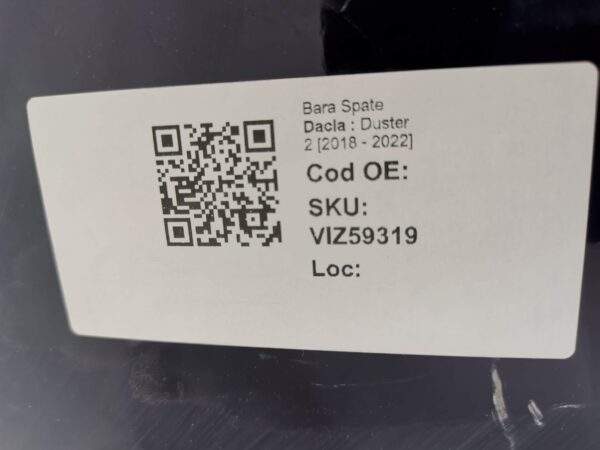 Bara Spate
Dacia : Duster
2 [2018 - 2022]
Cod OE:
SKU:
VIZ59319
Loc: